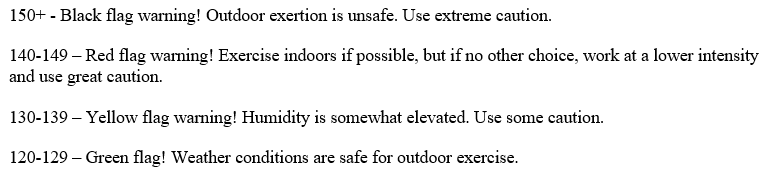 150+ - Black flag warning! Outdoor exertion is unsafe. Use extreme caution.
140-149 – Red flag warning! Exercise indoors if possible, but if no other choice, work at a lower intensity
and use great caution.
130-139 – Yellow flag warning! Humidity is somewhat elevated. Use some caution.
120-129 – Green flag! Weather conditions are safe for outdoor exercise.